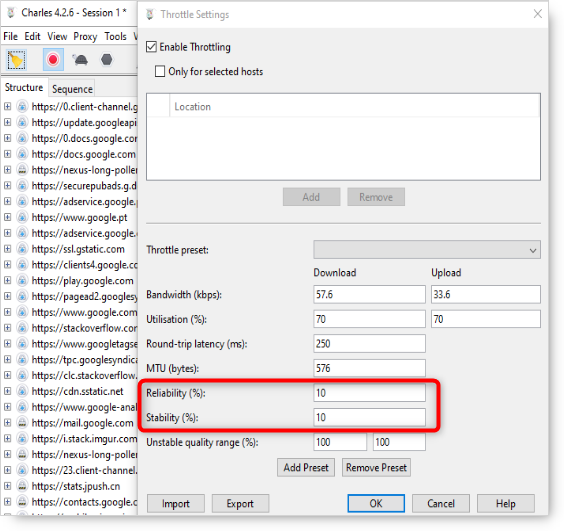 Charles 4.2.6 - Session 1 *
File Edit View Proxy Tools
Structure Sequence
https://0.client-channel.g
https://update.googleapi
https://0.docs.google.com
https://docs.google.com
https://nexus-long-poller
https://securepubads.g.d
https://adservice.google.p
https://www.google.pt
https://adservice.google.c
https://ssl.gstatic.com
https://clients4.google.co
https://play.google.com
https://pagead2.googlesy
https://www.google.com
https://stackoverflow.com
https://www.googletagse
https://tpc.googlesyndica
https://clc.stackoverflow.c
https://cdn.sstatic.net
https://www.google-anal
https://mail.google.com
https://i.stack.imgur.com
https://nexus-long-poller
https://23.client-channel.
https://stats.jpush.cn
https://contacts.google.c
Throttle Settings
Enable Throttling
Only for selected hosts
Location
Add Remove
Throttle preset:
Download Upload
Bandwidth (kbps): 57.6 33.6
Utilisation (%): 70 70
Round-trip latency (ms): 250
MTU (bytes): 576
Reliability (%): 10
Stability (%): 10
Unstable quality range (%): 100 100
Add Preset Remove Preset
Import Export OK Cancel Help